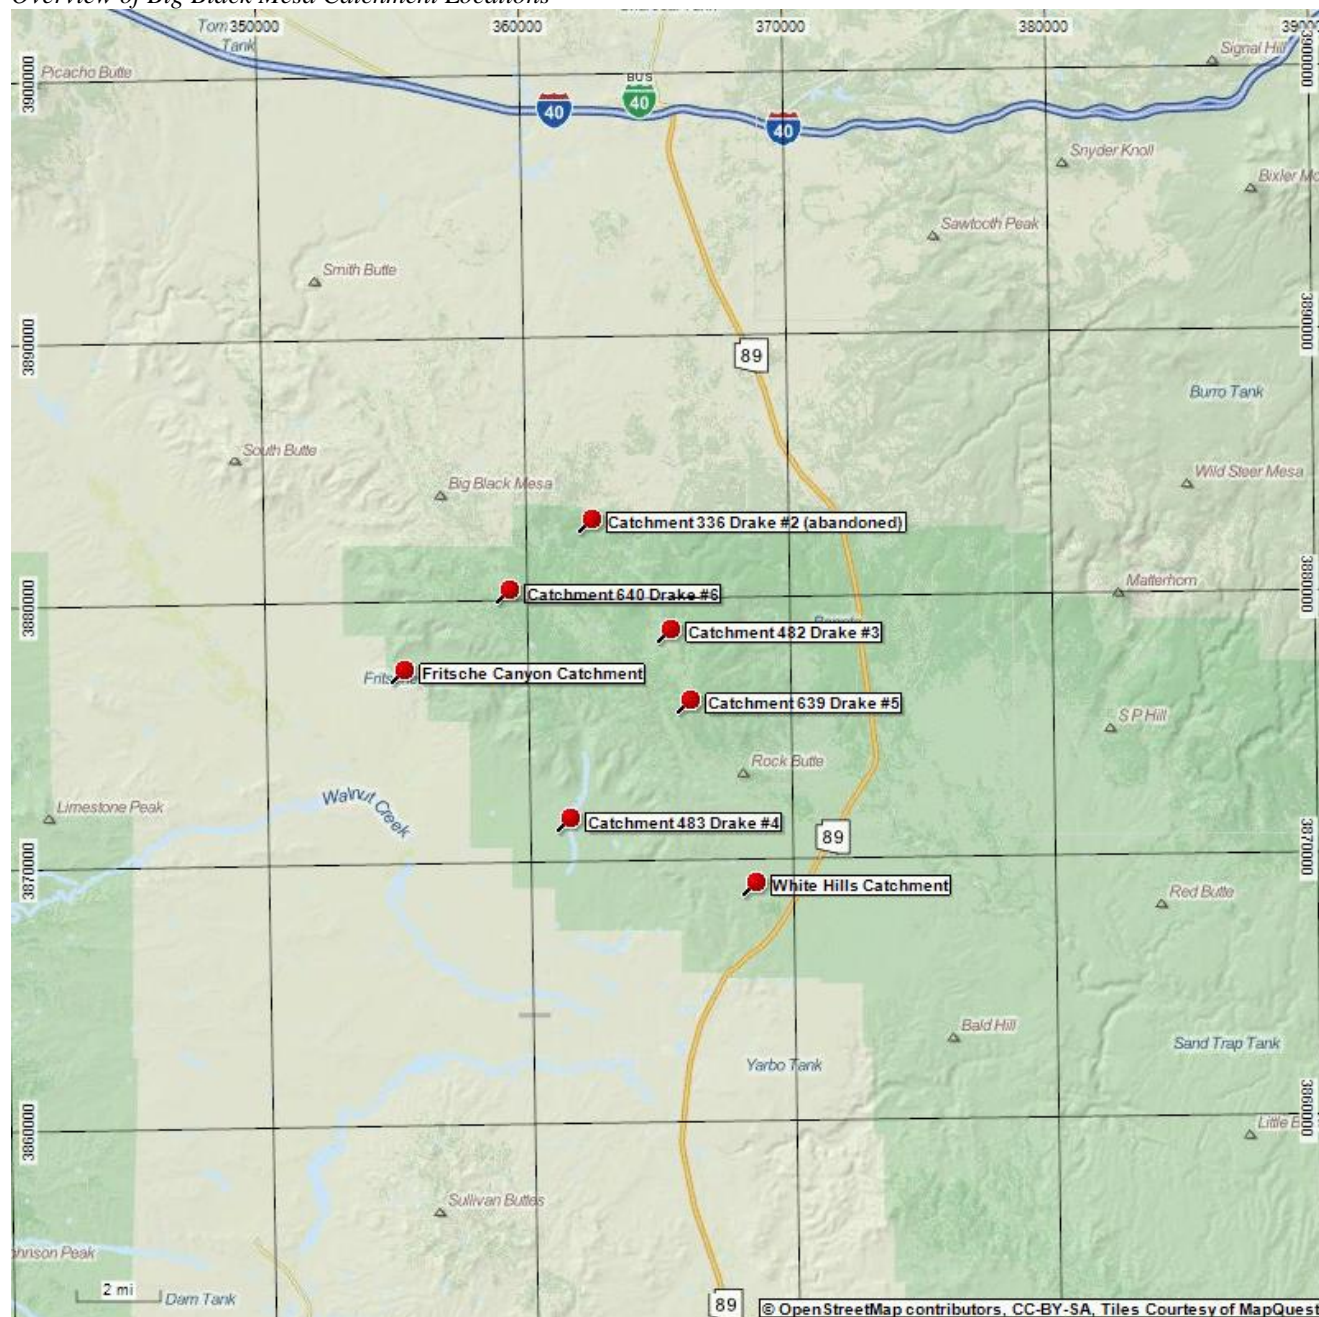 Overview of Big Black Mesa Catchment Locations
350000
360000
370000
380000
Tom
Tank
Signal Hill
Picacho Butte
3900000
3900000
BUS
40
40
40
Snyder Knoll
Sawtooth Peak
Smith Butte
3890000
3890000
89
Burro Tank
South Butte
Wild Steer Mesa
Big Black Mesa
Catchment 336 Drake #2 (abandoned)
Matterhorn
3880000
3880000
Catchment 640 Drake #6
Catchment 482 Drake #3
Fritsche Canyon Catchment
Catchment 639 Drake #5
S P Hill
Rock Butte
Limestone Peak
Walnut Creek
Catchment 483 Drake #4
89
3870000
3870000
White Hills Catchment
Red Butte
Bald Hill
Sand Trap Tank
Yarbo Tank
3860000
3860000
Sullivan Buttes
2 mi
Dam Tank
89
© OpenStreetMap contributors, CC-BY-SA, Tiles Courtesy of MapQuest